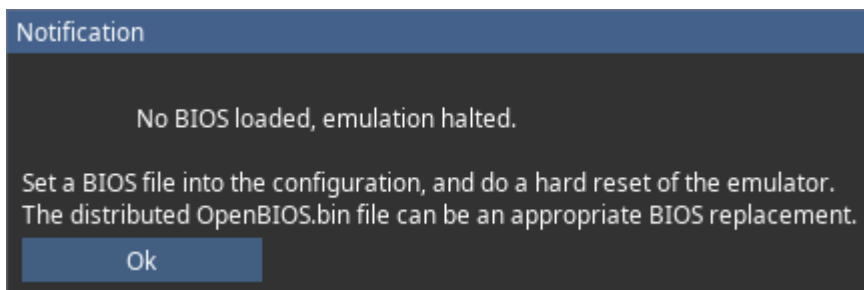 Notification
No BIOS loaded, emulation halted.
Set a BIOS file into the configuration, and do a hard reset of the emulator.
The distributed OpenBIOS.bin file can be an appropriate BIOS replacement.
Ok